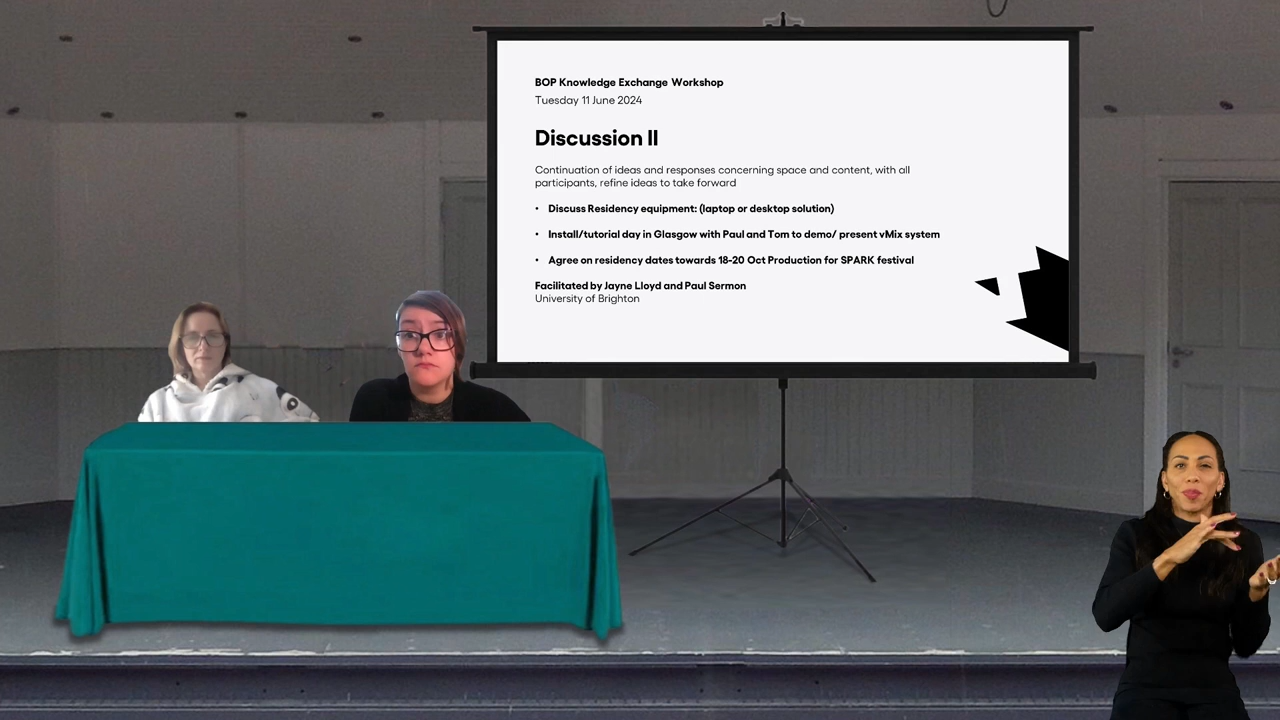 BOP Knowledge Exchange Workshop
Tuesday 11 June 2024
Discussion II
Continuation of ideas and responses concerning space and content, with all
participants, refine ideas to take forward
• Discuss Residency equipment: (laptop or desktop solution)
• Install/tutorial day in Glasgow with Paul and Tom to demo/ present vMix system
• Agree on residency dates towards 18-20 Oct Production for SPARK festival
Facilitated by Jayne Lloyd and Paul Sermon
University of Brighton